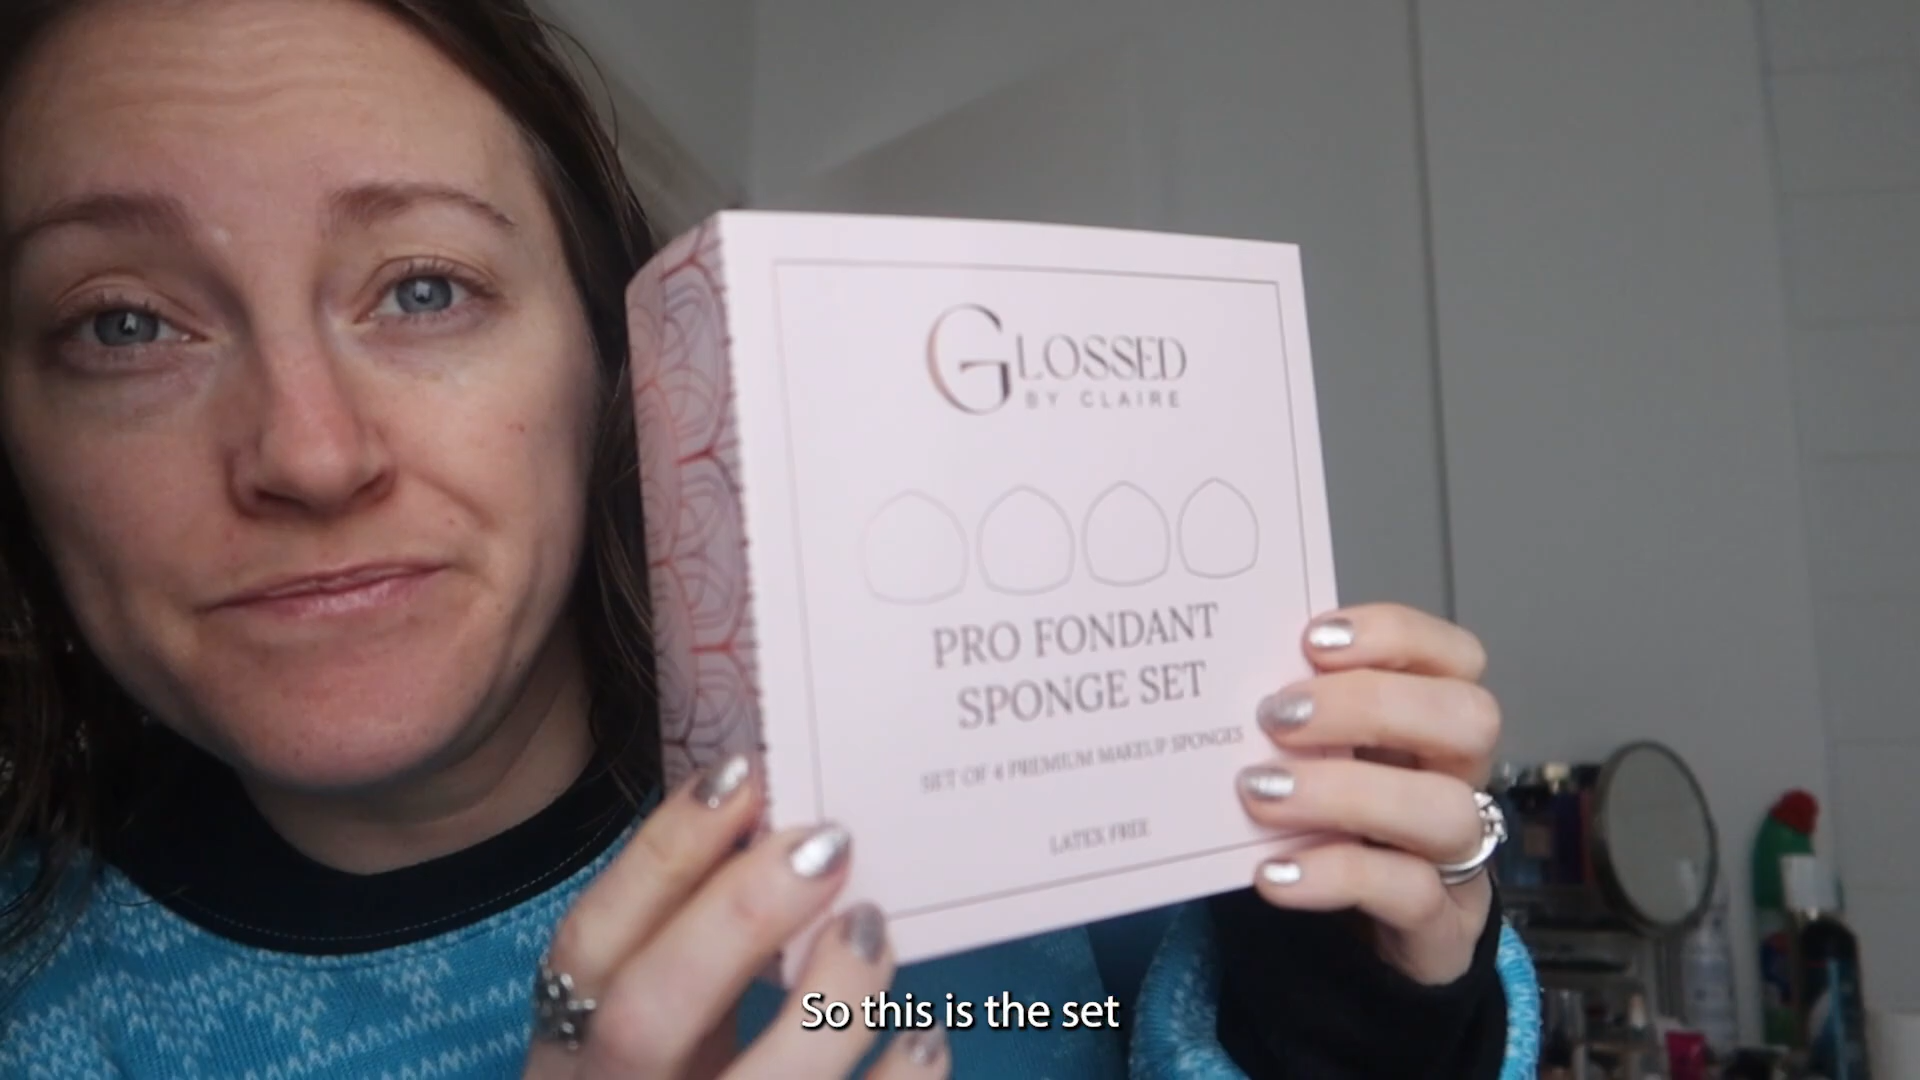 GLOSSED
BY CLAIRE
PRO FONDANT
SPONGE SET
SET OF 4 PREMIUM MAKEUP SPONGES
LATEX FREE
So this is the set